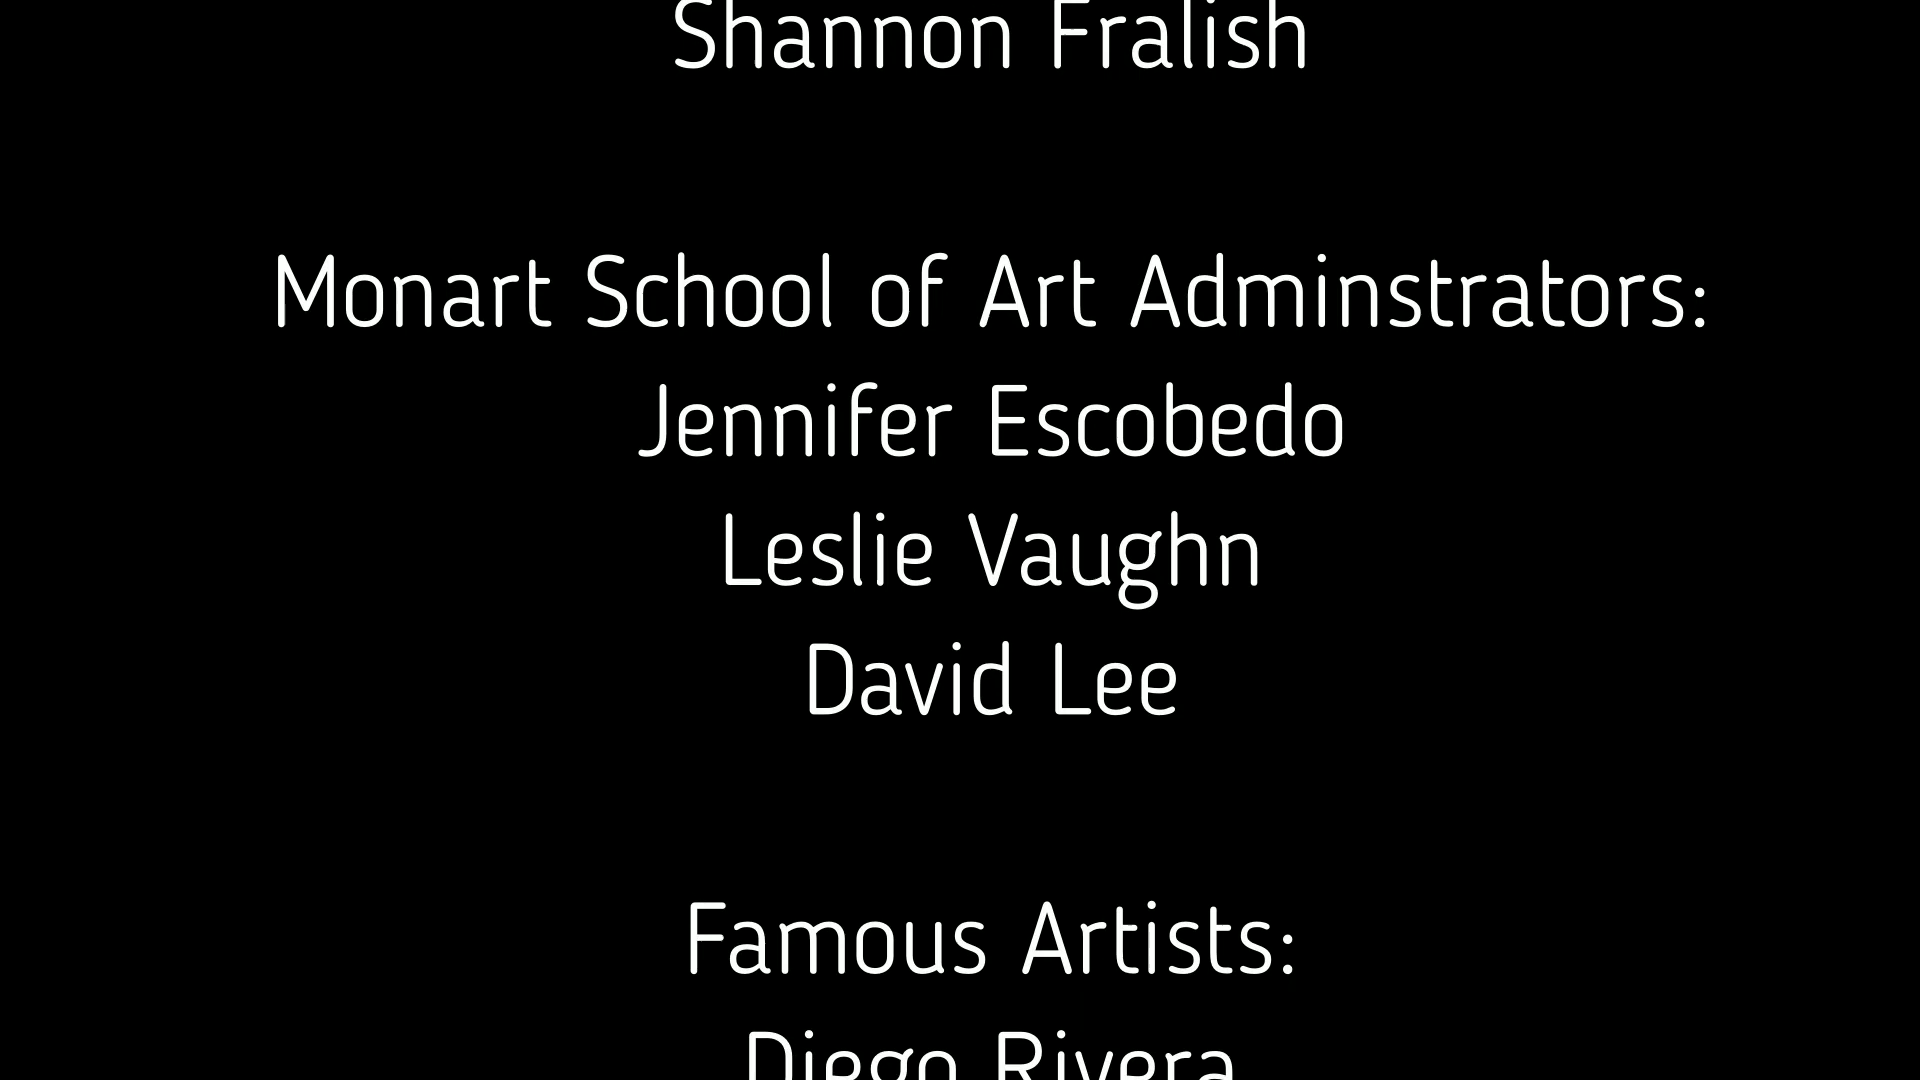 Shannon Fralish
Monart School of Art Adminstrators:
Jennifer Escobedo
Leslie Vaughn
David Lee
Famous Artists:
Diego Rivera